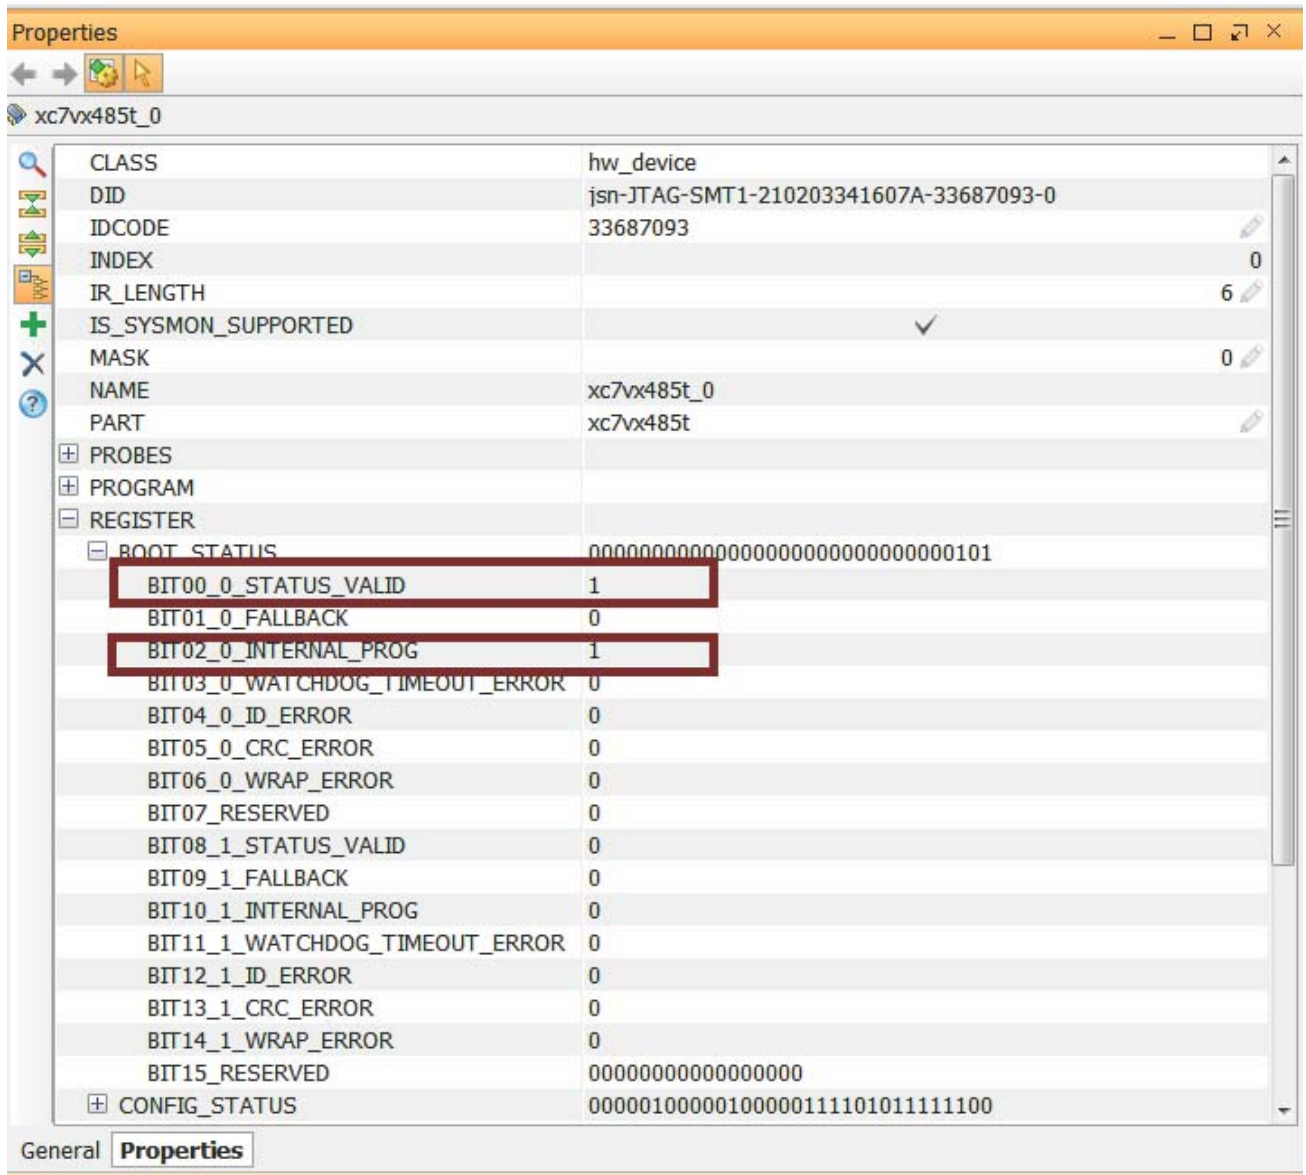 Properties
xc7vx485t_0
CLASS hw_device
DID jsn-JTAG-SMT1-210203341607A-33687093-0
IDCODE 33687093
INDEX 0
IR_LENGTH 6
IS_SYSMON_SUPPORTED
MASK 0
NAME xc7vx485t_0
PART xc7vx485t
PROBES
PROGRAM
REGISTER
BOOT_STATUS 00000000000000000000000000000101
BIT00_0_STATUS_VALID 1
BIT01_0_FALLBACK 0
BIT02_0_INTERNAL_PROG 1
BIT03_0_WATCHDOG_TIMEOUT_ERROR 0
BIT04_0_ID_ERROR 0
BIT05_0_CRC_ERROR 0
BIT06_0_WRAP_ERROR 0
BIT07_RESERVED 0
BIT08_1_STATUS_VALID 0
BIT09_1_FALLBACK 0
BIT10_1_INTERNAL_PROG 0
BIT11_1_WATCHDOG_TIMEOUT_ERROR 0
BIT12_1_ID_ERROR 0
BIT13_1_CRC_ERROR 0
BIT14_1_WRAP_ERROR 0
BIT15_RESERVED 00000000000000000
CONFIG_STATUS 00000100000100000111101011111100
General Properties